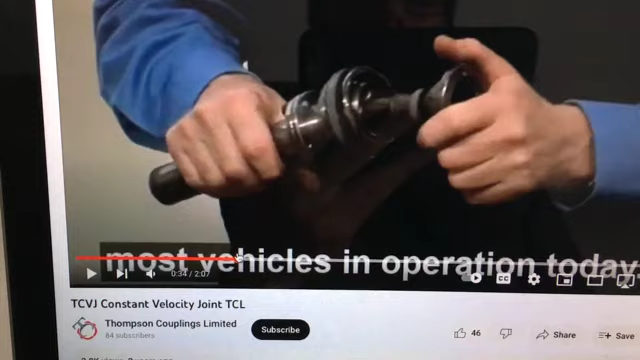 most vehicles in operation today
0:34 / 2:07
CC
TCVJ Constant Velocity Joint TCL
Thompson Couplings Limited
84 subscribers
Subscribe
46
Share
Save